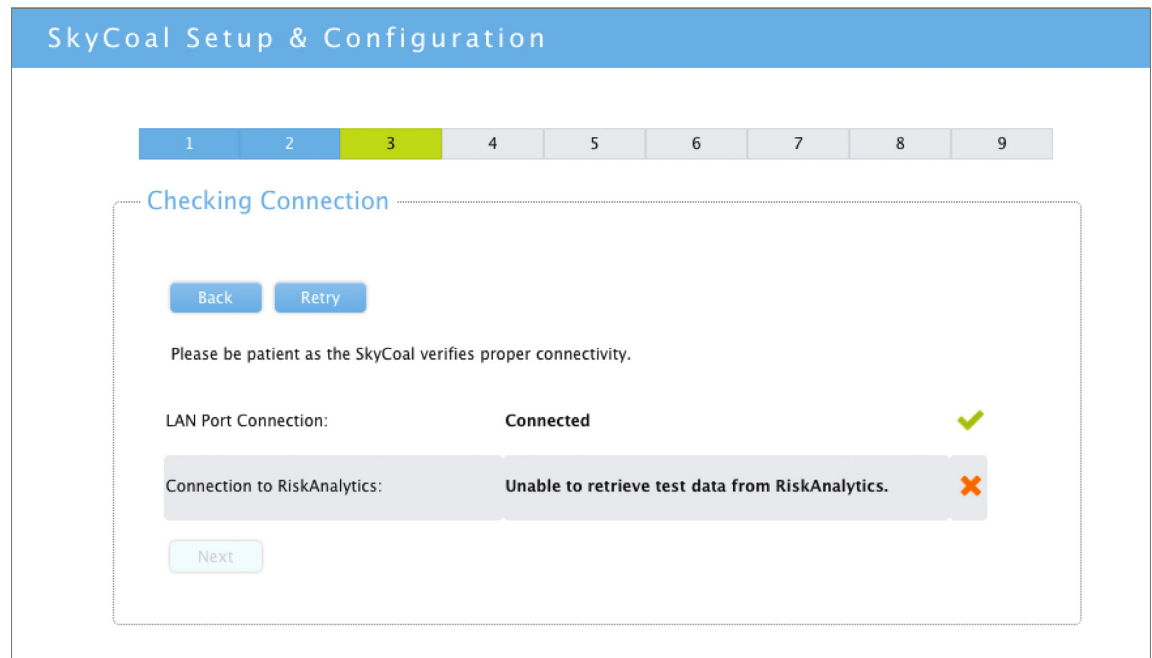 SkyCoal Setup & Configuration
1 2 3 4 5 6 7 8 9
Checking Connection
Back Retry
Please be patient as the SkyCoal verifies proper connectivity.
LAN Port Connection: Connected
Connection to RiskAnalytics: Unable to retrieve test data from RiskAnalytics.
Next